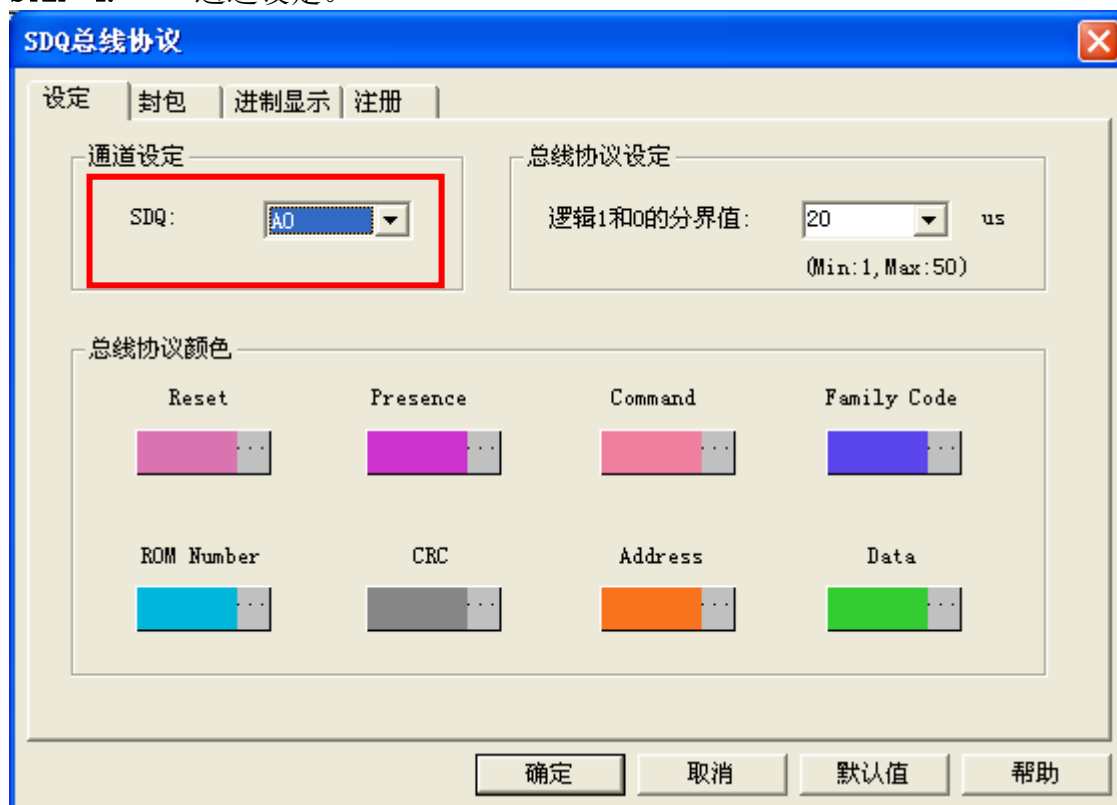 SDQ总线协议
设定 封包 进制显示 注册
通道设定
SDQ: A0
总线协议设定
逻辑1和0的分界值: 20 us
(Min:1,Max:50)
总线协议颜色
Reset Presence Command Family Code
... ... ... ...
ROM Number CRC Address Data
... ... ... ...
确定 取消 默认值 帮助